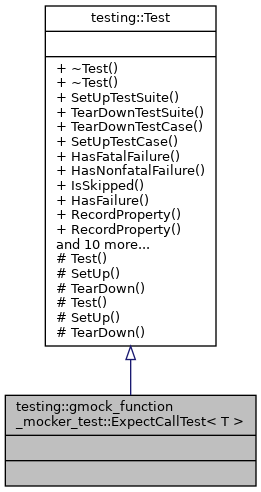 testing::Test
+ ~Test()
+ ~Test()
+ SetUpTestSuite()
+ TearDownTestSuite()
+ TearDownTestCase()
+ SetUpTestCase()
+ HasFatalFailure()
+ HasNonfatalFailure()
+ IsSkipped()
+ HasFailure()
+ RecordProperty()
+ RecordProperty()
and 10 more...
# Test()
# SetUp()
# TearDown()
# Test()
# SetUp()
# TearDown()
testing::gmock_function
_mocker_test::ExpectCallTest< T >